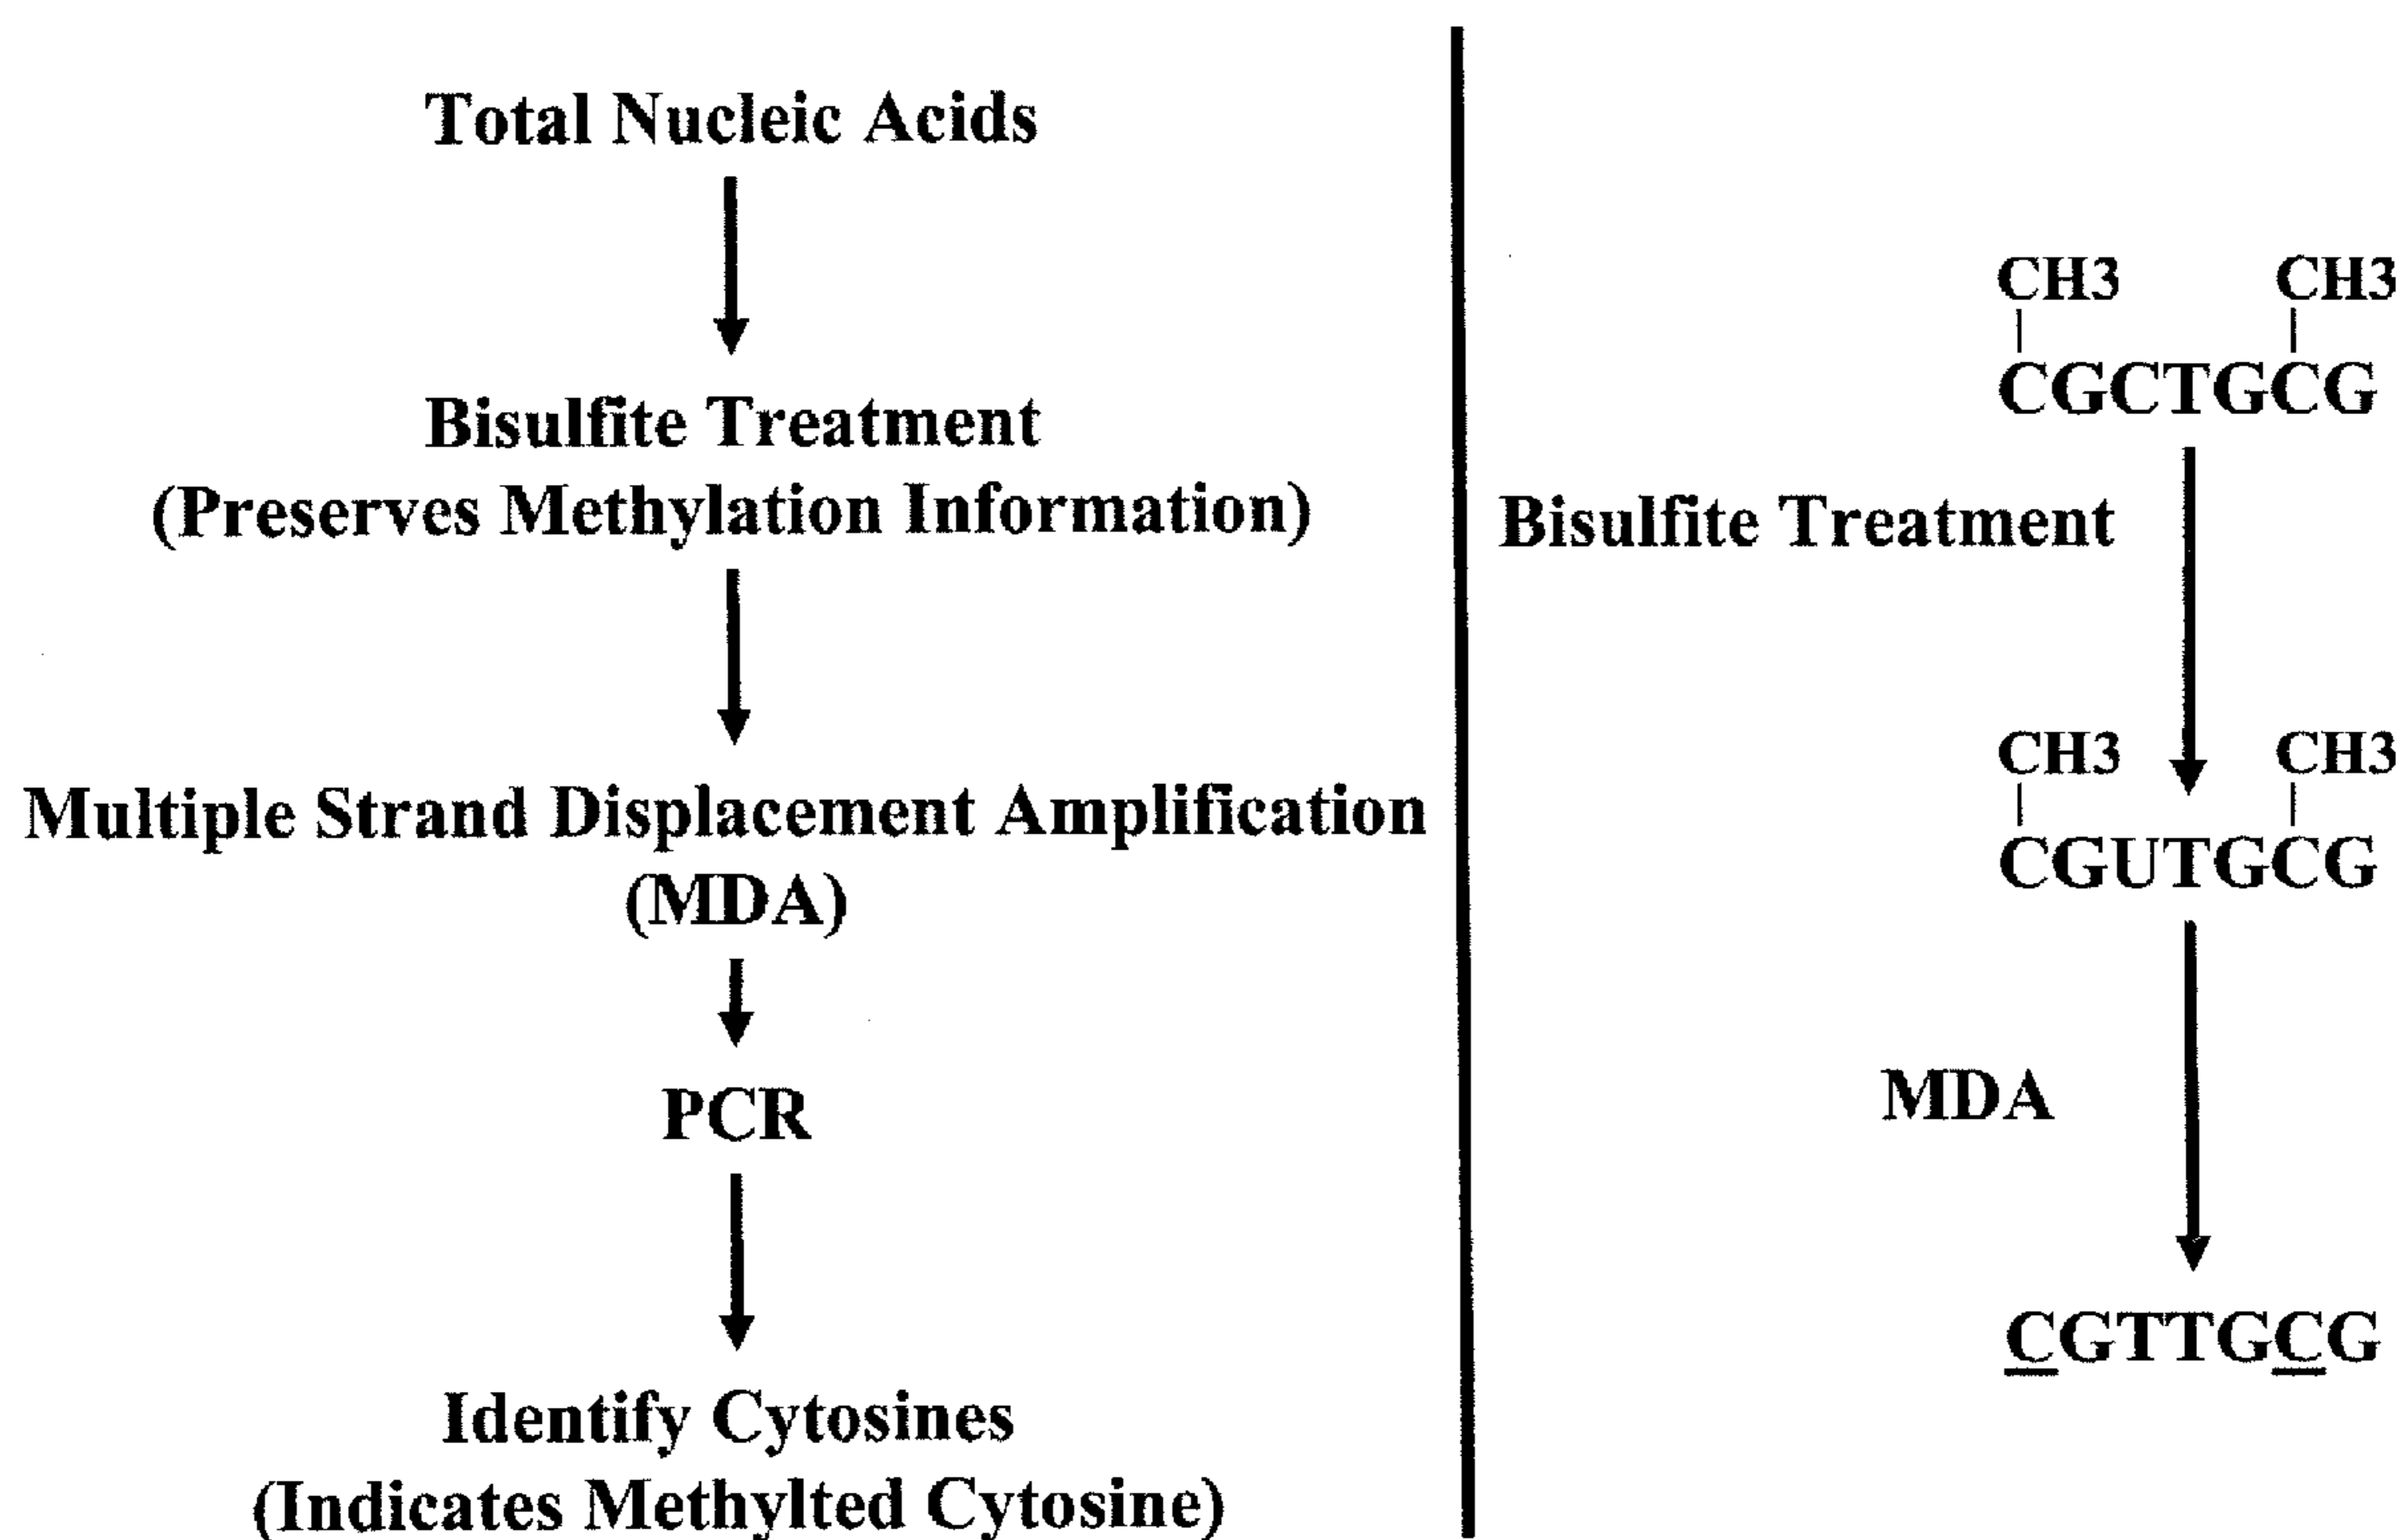 Total Nucleic Acids
Bisulfite Treatment
(Preserves Methylation Information)
Multiple Strand Displacement Amplification
(MDA)
PCR
Identify Cytosines
(Indicates Methylted Cytosine)
CH3 CH3
CGCTGCG
Bisulfite Treatment
CH3 CH3
CGUTGCG
MDA
CGTTGCG